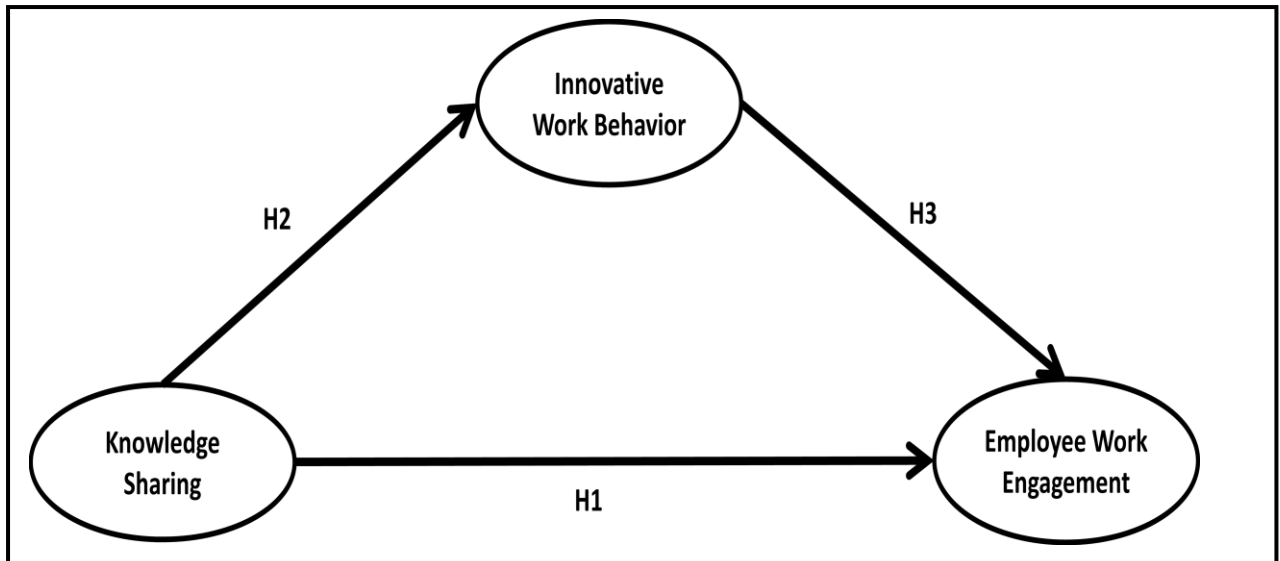 Innovative
Work Behavior
H2
H3
Knowledge
Sharing
H1
Employee Work
Engagement